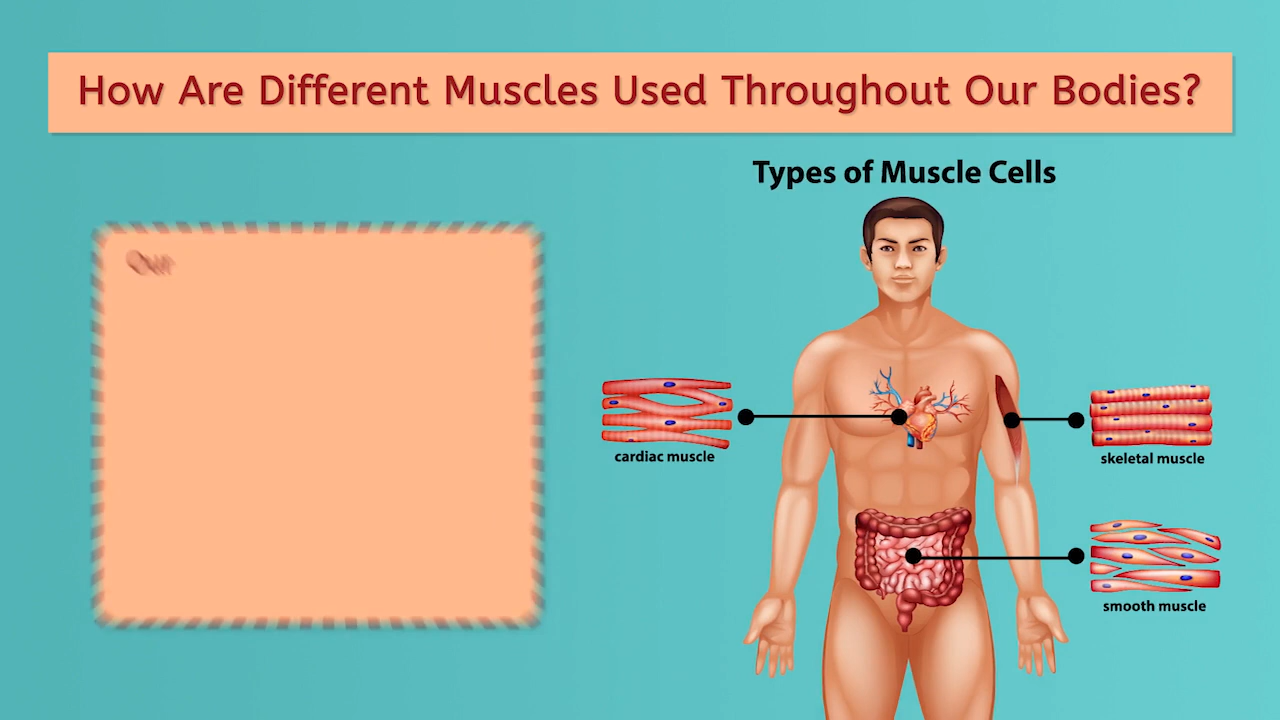 How Are Different Muscles Used Throughout Our Bodies?
Types of Muscle Cells
cardiac muscle
skeletal muscle
smooth muscle